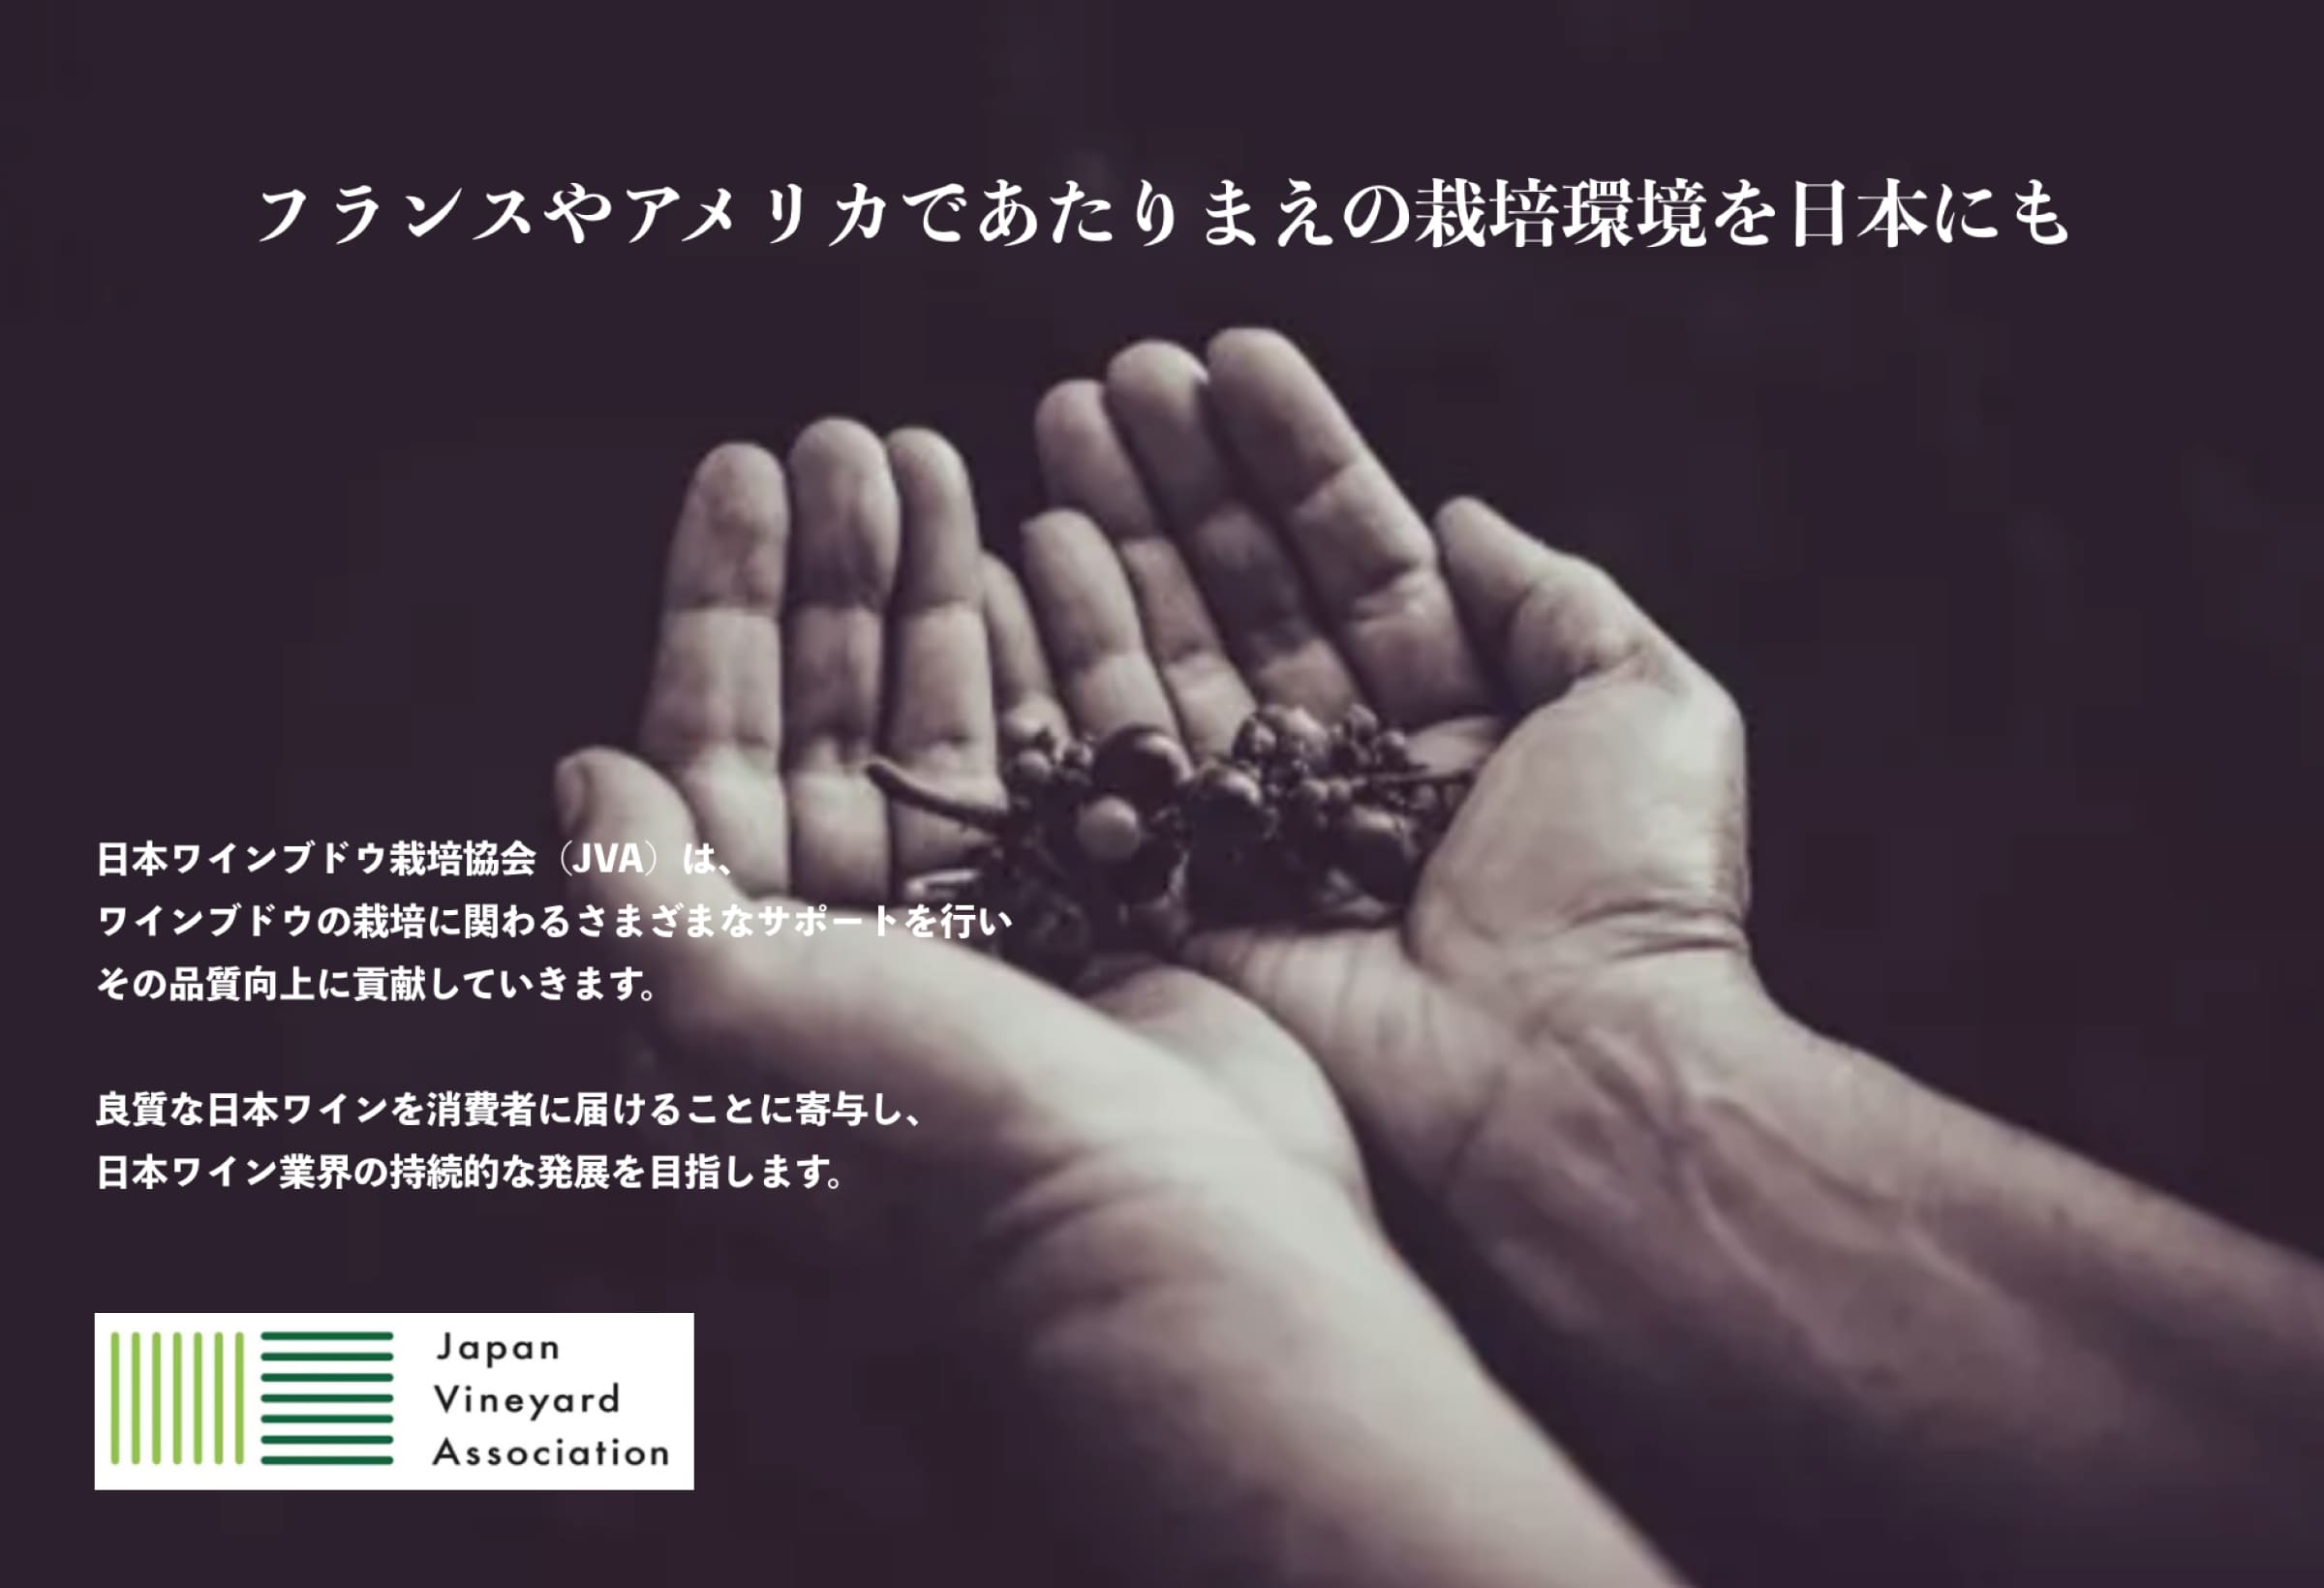 フランスやアメリカであたりまえの栽培環境を日本にも
日本ワインブドウ栽培協会（JVA）は、
ワインブドウの栽培に関わるさまざまなサポートを行い
その品質向上に貢献していきます。
良質な日本ワインを消費者に届けることに寄与し、
日本ワイン業界の持続的な発展を目指します。
Japan
Vineyard
Association